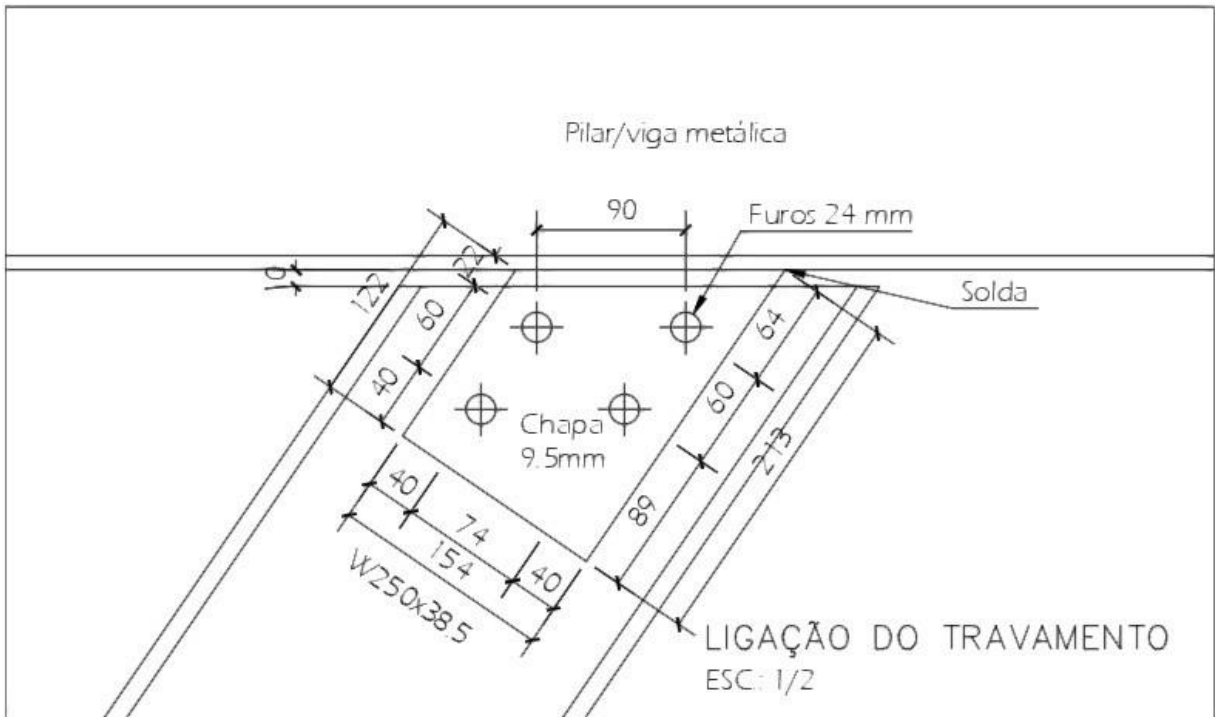 Pilar/viga metálica
90
Furos 24 mm
10
122
22
60
40
Solda
64
60
213
89
Chapa
9.5mm
40
74
40
154
W250x38.5
LIGAÇÃO DO TRAVAMENTO
ESC.: 1/2